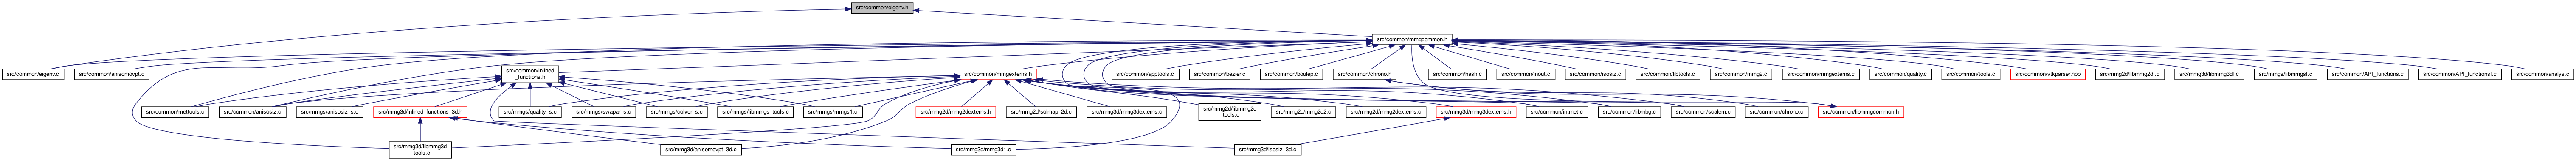 src/common/eigenv.h
src/common/mmgcommon.h
src/common/eigenv.c
src/common/anisomovpt.c
src/common/inlined
_functions.h
src/common/mmgexterns.h
src/common/apptools.c
src/common/bezier.c
src/common/boulep.c
src/common/chrono.h
src/common/hash.c
src/common/inout.c
src/common/isosiz.c
src/common/libtools.c
src/common/mmg2.c
src/common/mmgexterns.c
src/common/quality.c
src/common/tools.c
src/common/vtkparser.hpp
src/mmg2d/libmmg2df.c
src/mmg3d/libmmg3df.c
src/mmgs/libmmgsf.c
src/common/API_functions.c
src/common/API_functionsf.c
src/common/analys.c
src/common/mettools.c
src/common/anisosiz.c
src/mmgs/anisosiz_s.c
src/mmg3d/inlined_functions_3d.h
src/mmgs/quality_s.c
src/mmgs/swapar_s.c
src/mmgs/colver_s.c
src/mmgs/libmmgs_tools.c
src/mmgs/mmgs1.c
src/mmg2d/mmg2dexterns.h
src/mmg2d/solmap_2d.c
src/mmg3d/mmg3dexterns.c
src/mmg2d/libmmg2d
_tools.c
src/mmg2d/mmg2d2.c
src/mmg2d/mmg2dexterns.c
src/mmg3d/mmg3dexterns.h
src/common/intmet.c
src/common/librnbg.c
src/common/scalem.c
src/common/chrono.c
src/common/libmmgcommon.h
src/mmg3d/libmmg3d
_tools.c
src/mmg3d/anisomovpt_3d.c
src/mmg3d/mmg3d1.c
src/mmg3d/isosiz_3d.c